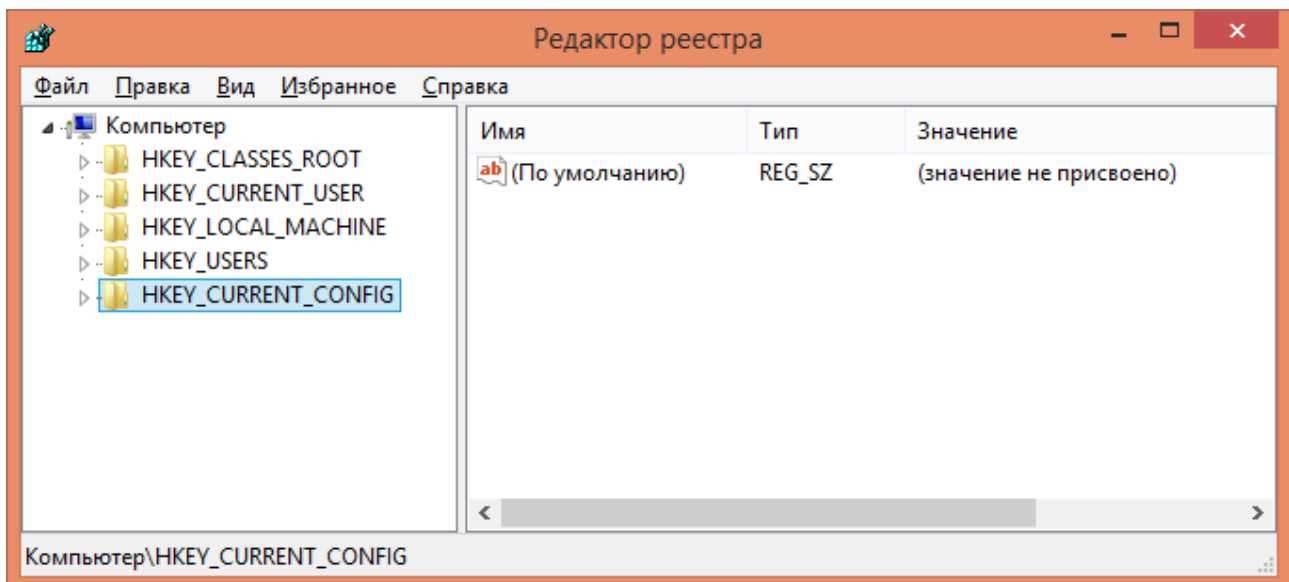 Редактор реестра
Файл Правка Вид Избранное Справка
Компьютер
HKEY_CLASSES_ROOT
HKEY_CURRENT_USER
HKEY_LOCAL_MACHINE
HKEY_USERS
HKEY_CURRENT_CONFIG
Имя Тип Значение
ab (По умолчанию) REG_SZ (значение не присвоено)
Компьютер\HKEY_CURRENT_CONFIG